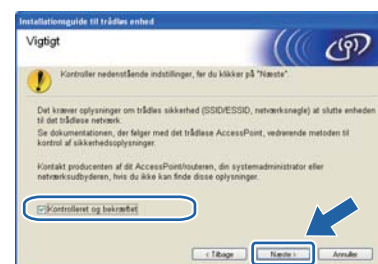 Installationsguide til trådløs enhed
Vigtigt
Kontroller nedenstående indstillinger, før du klikker på "Næste".
Det kræver oplysninger om trådløs sikkerhed (SSID/ESSID, netværksnøgle) at slutte enheden
til det trådløse netværk.
Se dokumentationen, der følger med det trådløse AccessPoint, vedrørende metoden til
kontrol af sikkerhedsoplysninger.
Kontakt producenten af dit AccessPoint/routeren, din systemadministrator eller
netværksudbyderen, hvis du ikke kan finde disse oplysninger.
Kontrolleret og bekræftet
< Tilbage
Næste >
Annuller